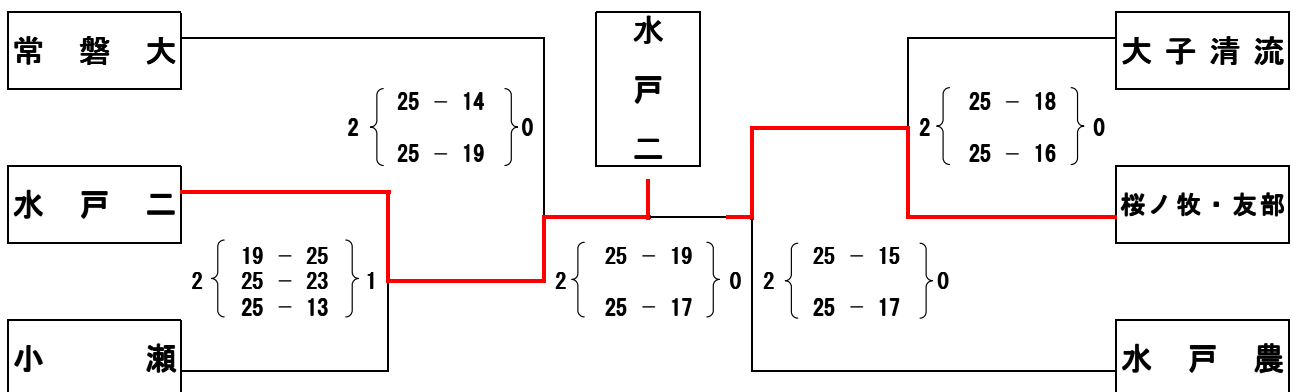 常磐大
水戸二
大子清流
2 25 － 14 0
25 － 19
2 25 － 18 0
25 － 16
水戸二
桜ノ牧・友部
2 19 － 25 1
25 － 23
25 － 13
2 25 － 19 0
25 － 17
2 25 － 15 0
25 － 17
小瀬
水戸農